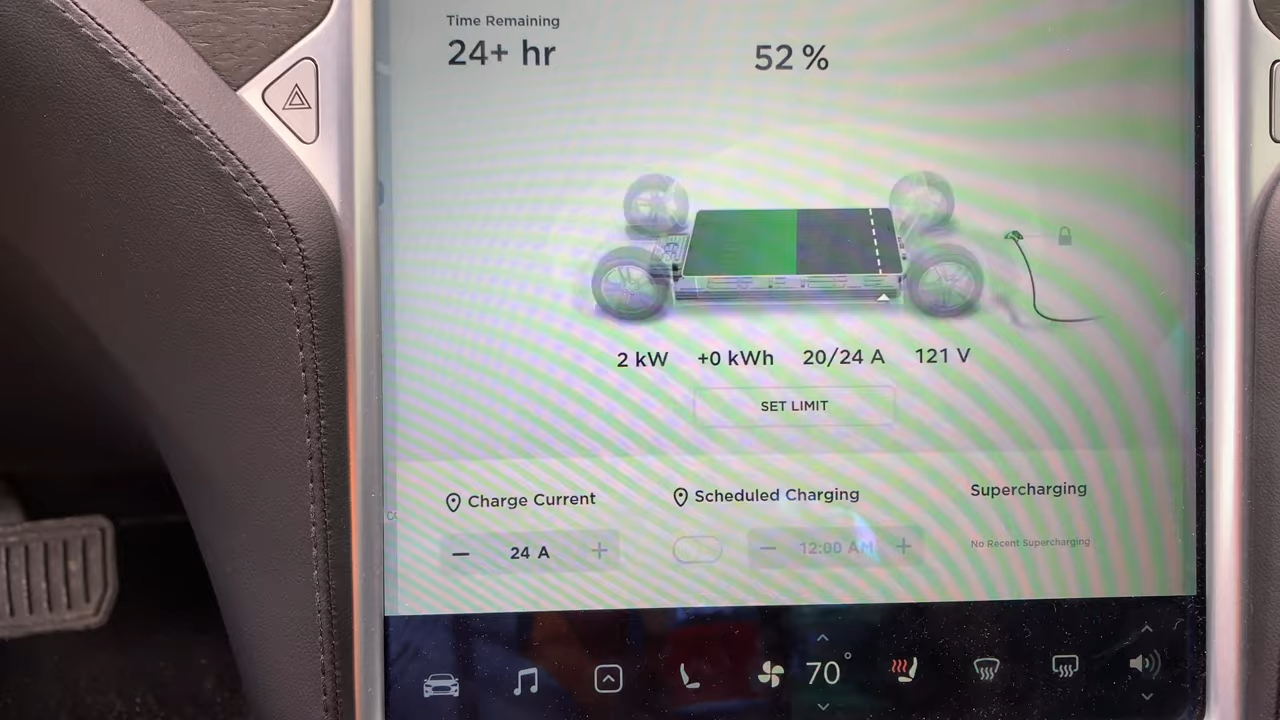 Time Remaining
24+ hr
52 %
2 kW +0 kWh 20/24 A 121 V
SET LIMIT
Charge Current
Scheduled Charging
Supercharging
− 24 A +
− 12:00 AM +
No Recent Supercharging
70°